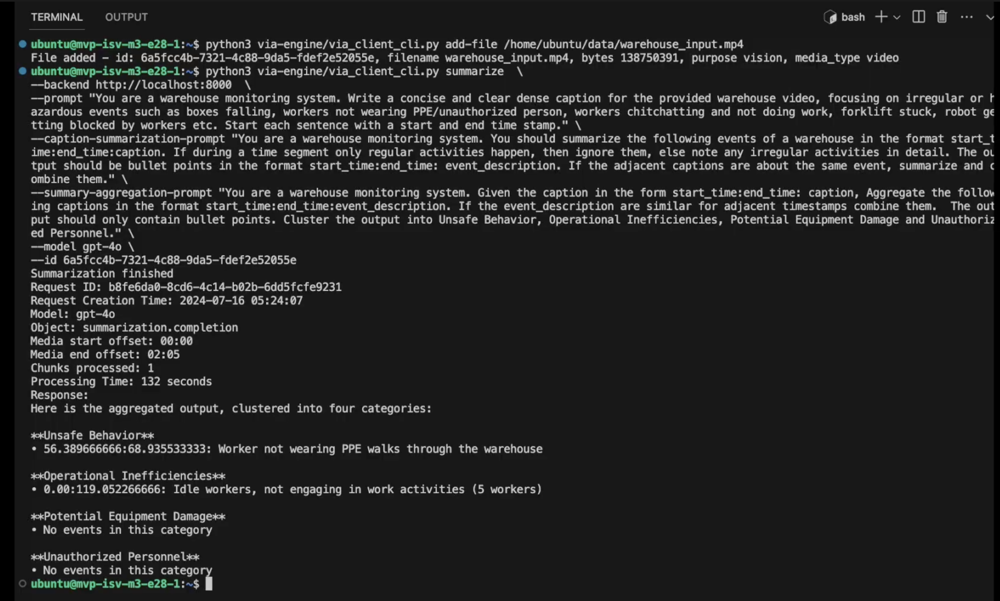 TERMINAL OUTPUT bash
ubuntu@mvp-isv-m3-e28-1:~$ python3 via-engine/via_client_cli.py add-file /home/ubuntu/data/warehouse_input.mp4
File added - id: 6a5fcc4b-7321-4c88-9da5-fdef2e52055e, filename warehouse_input.mp4, bytes 138750391, purpose vision, media_type video
ubuntu@mvp-isv-m3-e28-1:~$ python3 via-engine/via_client_cli.py summarize  \
--backend http://localhost:8000  \
--prompt "You are a warehouse monitoring system. Write a concise and clear dense caption for the provided warehouse video, focusing on irregular or h
azardous events such as boxes falling, workers not wearing PPE/unauthorized person, workers chitchatting and not doing work, forklift stuck, robot ge
tting blocked by workers etc. Start each sentence with a start and end time stamp." \
--caption-summarization-prompt "You are a warehouse monitoring system. You should summarize the following events of a warehouse in the format start_t
ime:end_time:caption. If during a time segment only regular activities happen, then ignore them, else note any irregular activities in detail. The ou
tput should be bullet points in the format start_time:end_time: event_description. If the adjacent captions are about the same event, summarize and c
ombine them." \
--summary-aggregation-prompt "You are a warehouse monitoring system. Given the caption in the form start_time:end_time: caption, Aggregate the follow
ing captions in the format start_time:end_time:event_description. If the event_description are similar for adjacent timestamps combine them.  The out
put should only contain bullet points. Cluster the output into Unsafe Behavior, Operational Inefficiencies, Potential Equipment Damage and Unauthoriz
ed Personnel." \
--model gpt-4o \
--id 6a5fcc4b-7321-4c88-9da5-fdef2e52055e
Summarization finished
Request ID: b8fe6da0-8cd6-4c14-b02b-6dd5fcfe9231
Request Creation Time: 2024-07-16 05:24:07
Model: gpt-4o
Object: summarization.completion
Media start offset: 00:00
Media end offset: 02:05
Chunks processed: 1
Processing Time: 132 seconds
Response:
Here is the aggregated output, clustered into four categories:
**Unsafe Behavior**
• 56.389666666:68.935533333: Worker not wearing PPE walks through the warehouse
**Operational Inefficiencies**
• 0.00:119.052266666: Idle workers, not engaging in work activities (5 workers)
**Potential Equipment Damage**
• No events in this category
**Unauthorized Personnel**
• No events in this category
ubuntu@mvp-isv-m3-e28-1:~$